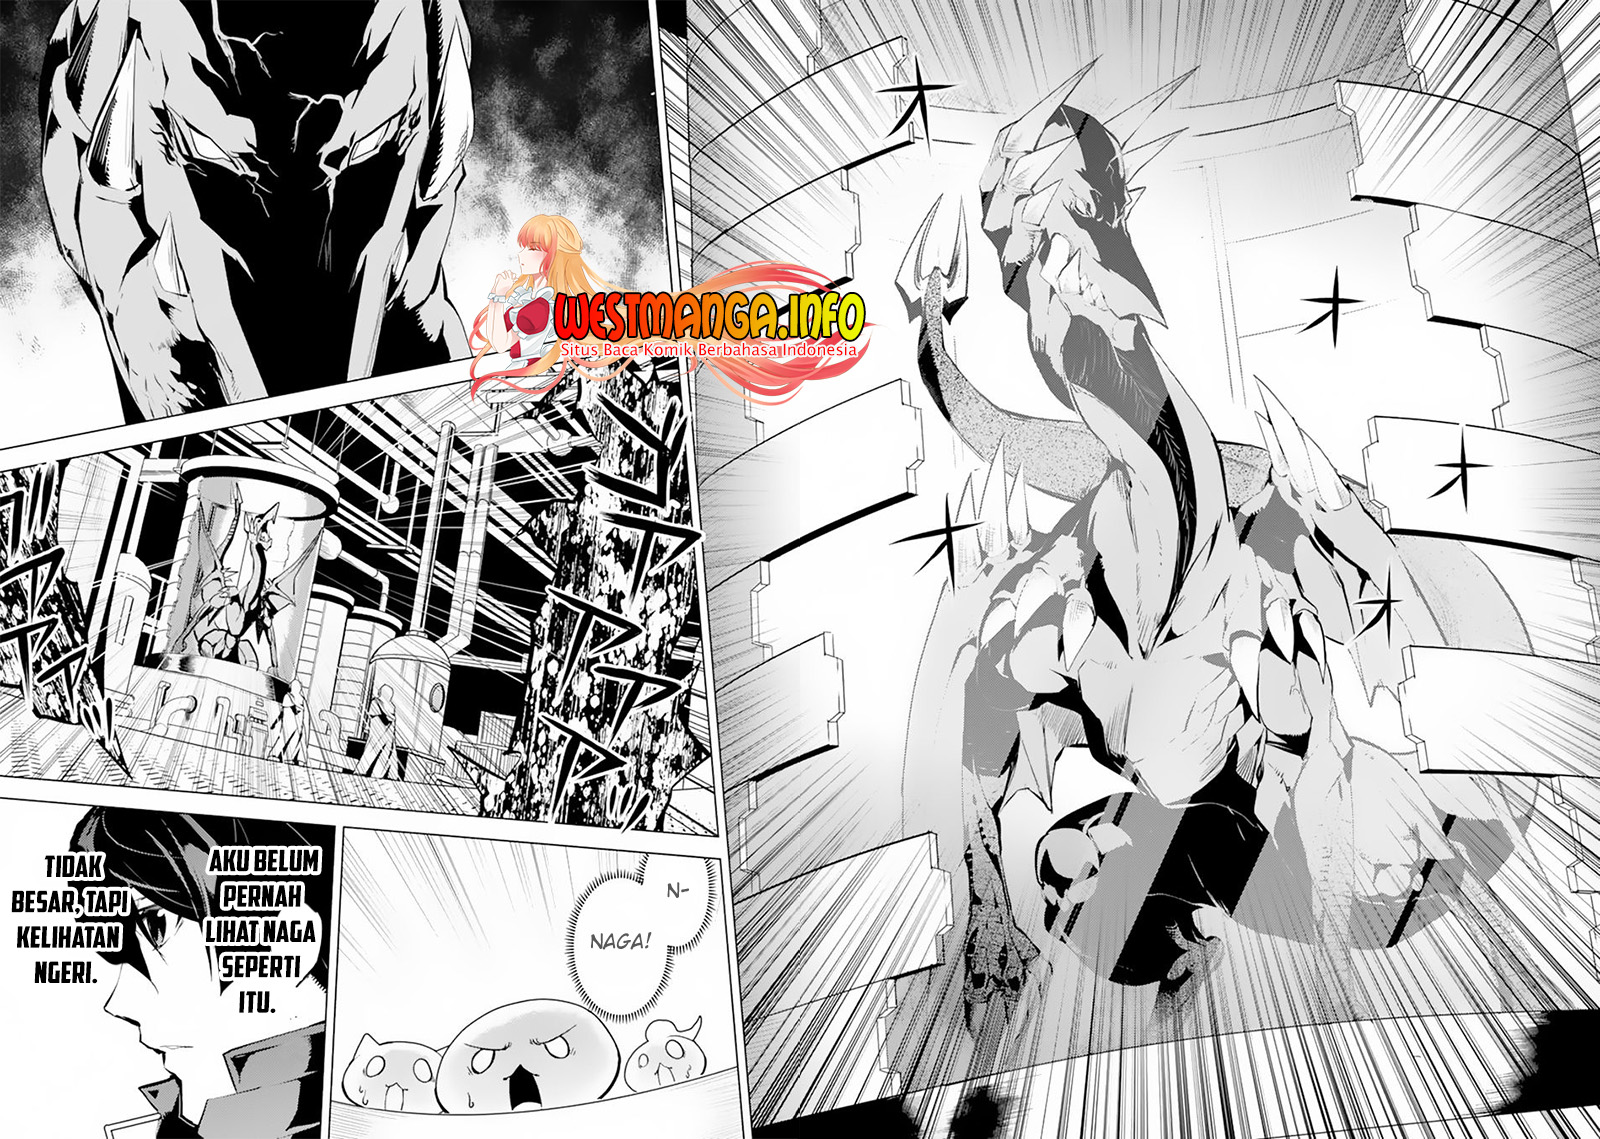 WESTMANGA.INFO
Situs Baca Komik Berbahasa Indonesia
N-
NAGA!
AKU BELUM
PERNAH
LIHAT NAGA
SEPERTI
ITU.
TIDAK
BESAR, TAPI
KELIHATAN
NGERI.